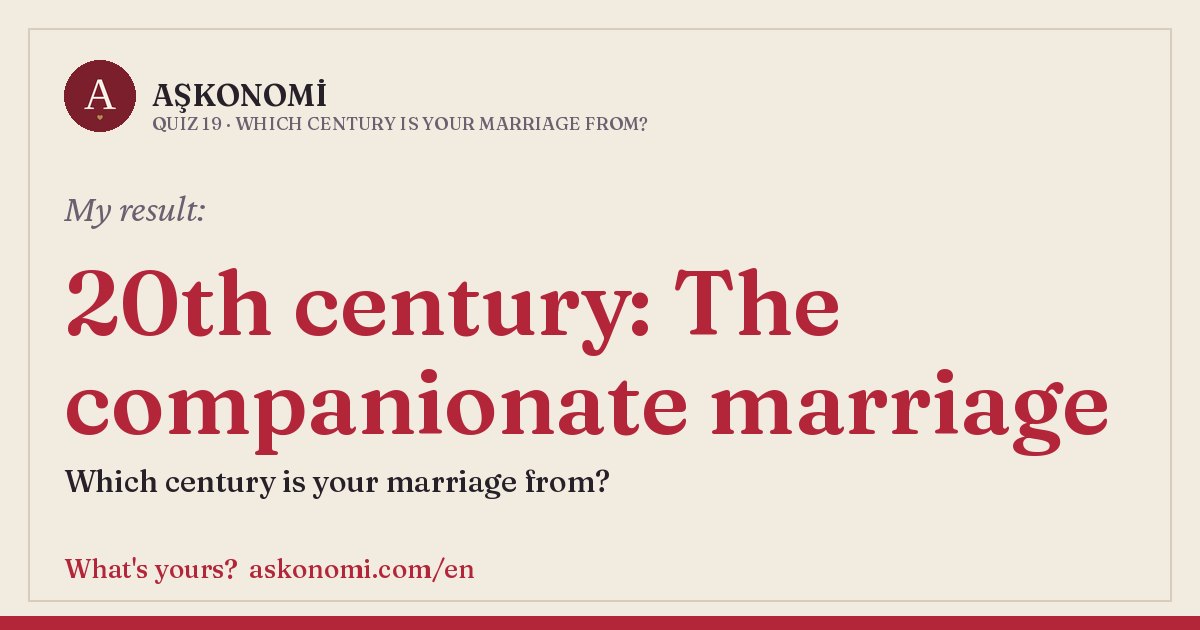 A
AŞKONOMİ
QUIZ 19 · WHICH CENTURY IS YOUR MARRIAGE FROM?
My result:
20th century: The
companionate marriage
Which century is your marriage from?
What's yours? askonomi.com/en